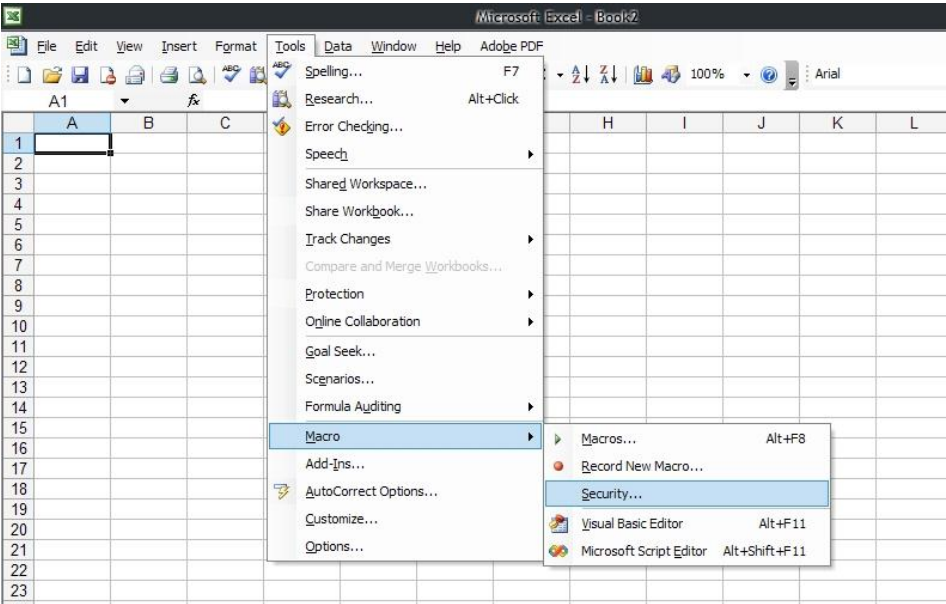 Microsoft Excel - Book2
File Edit View Insert Format Tools Data Window Help Adobe PDF
100% Arial
A1 fx
A B C H I J K L
Spelling... F7
Research... Alt+Click
Error Checking...
Speech
Shared Workspace...
Share Workbook...
Track Changes
Compare and Merge Workbooks...
Protection
Online Collaboration
Goal Seek...
Scenarios...
Formula Auditing
Macro
Add-Ins...
AutoCorrect Options...
Customize...
Options...
Macros... Alt+F8
Record New Macro...
Security...
Visual Basic Editor Alt+F11
Microsoft Script Editor Alt+Shift+F11
1
2
3
4
5
6
7
8
9
10
11
12
13
14
15
16
17
18
19
20
21
22
23